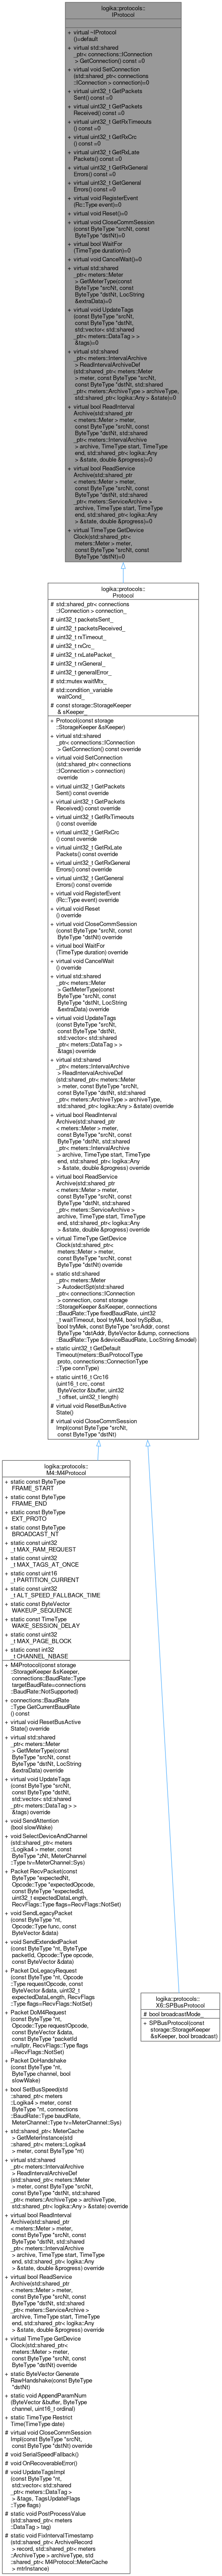 logika::protocols::
IProtocol
+ virtual ~IProtocol
()=default
+ virtual std::shared
_ptr< connections::IConnection
> GetConnection() const =0
+ virtual void SetConnection
(std::shared_ptr< connections
::IConnection > connection)=0
+ virtual uint32_t GetPackets
Sent() const =0
+ virtual uint32_t GetPackets
Received() const =0
+ virtual uint32_t GetRxTimeouts
() const =0
+ virtual uint32_t GetRxCrc
() const =0
+ virtual uint32_t GetRxLate
Packets() const =0
+ virtual uint32_t GetRxGeneral
Errors() const =0
+ virtual uint32_t GetGeneral
Errors() const =0
+ virtual void RegisterEvent
(Rc::Type event)=0
+ virtual void Reset()=0
+ virtual void CloseCommSession
(const ByteType *srcNt, const
ByteType *dstNt)=0
+ virtual bool WaitFor
(TimeType duration)=0
+ virtual void CancelWait()=0
+ virtual std::shared
_ptr< meters::Meter
> GetMeterType(const
ByteType *srcNt, const
ByteType *dstNt, LocString
&extraData)=0
+ virtual void UpdateTags
(const ByteType *srcNt,
const ByteType *dstNt,
std::vector< std::shared
_ptr< meters::DataTag > >
&tags)=0
+ virtual std::shared
_ptr< meters::IntervalArchive
> ReadIntervalArchiveDef
(std::shared_ptr< meters::Meter
> meter, const ByteType *srcNt,
const ByteType *dstNt, std::shared
_ptr< meters::ArchiveType > archiveType,
std::shared_ptr< logika::Any > &state)=0
+ virtual bool ReadInterval
Archive(std::shared_ptr
< meters::Meter > meter,
const ByteType *srcNt, const
ByteType *dstNt, std::shared
_ptr< meters::IntervalArchive
> archive, TimeType start, TimeType
end, std::shared_ptr< logika::Any
> &state, double &progress)=0
+ virtual bool ReadService
Archive(std::shared_ptr
< meters::Meter > meter,
const ByteType *srcNt, const
ByteType *dstNt, std::shared
_ptr< meters::ServiceArchive >
archive, TimeType start, TimeType
end, std::shared_ptr< logika::Any
> &state, double &progress)=0
+ virtual TimeType GetDevice
Clock(std::shared_ptr<
meters::Meter > meter,
const ByteType *srcNt, const
ByteType *dstNt)=0
logika::protocols::
Protocol
# std::shared_ptr< connections
::IConnection > connection_
# uint32_t packetsSent_
# uint32_t packetsReceived_
# uint32_t rxTimeout_
# uint32_t rxCrc_
# uint32_t rxLatePacket_
# uint32_t rxGeneral_
# uint32_t generalError_
# std::mutex waitMtx_
# std::condition_variable
waitCond_
# const storage::StorageKeeper
& sKeeper_
+ Protocol(const storage
::StorageKeeper &sKeeper)
+ virtual std::shared
_ptr< connections::IConnection
> GetConnection() const override
+ virtual void SetConnection
(std::shared_ptr< connections
::IConnection > connection)
override
+ virtual uint32_t GetPackets
Sent() const override
+ virtual uint32_t GetPackets
Received() const override
+ virtual uint32_t GetRxTimeouts
() const override
+ virtual uint32_t GetRxCrc
() const override
+ virtual uint32_t GetRxLate
Packets() const override
+ virtual uint32_t GetRxGeneral
Errors() const override
+ virtual uint32_t GetGeneral
Errors() const override
+ virtual void RegisterEvent
(Rc::Type event) override
+ virtual void Reset
() override
+ virtual void CloseCommSession
(const ByteType *srcNt, const
ByteType *dstNt) override
+ virtual bool WaitFor
(TimeType duration) override
+ virtual void CancelWait
() override
+ virtual std::shared
_ptr< meters::Meter
> GetMeterType(const
ByteType *srcNt, const
ByteType *dstNt, LocString
&extraData) override
+ virtual void UpdateTags
(const ByteType *srcNt,
const ByteType *dstNt,
std::vector< std::shared
_ptr< meters::DataTag > >
&tags) override
+ virtual std::shared
_ptr< meters::IntervalArchive
> ReadIntervalArchiveDef
(std::shared_ptr< meters::Meter
> meter, const ByteType *srcNt,
const ByteType *dstNt, std::shared
_ptr< meters::ArchiveType > archiveType,
std::shared_ptr< logika::Any > &state) override
+ virtual bool ReadInterval
Archive(std::shared_ptr
< meters::Meter > meter,
const ByteType *srcNt, const
ByteType *dstNt, std::shared
_ptr< meters::IntervalArchive
> archive, TimeType start, TimeType
end, std::shared_ptr< logika::Any
> &state, double &progress) override
+ virtual bool ReadService
Archive(std::shared_ptr
< meters::Meter > meter,
const ByteType *srcNt, const
ByteType *dstNt, std::shared
_ptr< meters::ServiceArchive >
archive, TimeType start, TimeType
end, std::shared_ptr< logika::Any
> &state, double &progress) override
+ virtual TimeType GetDevice
Clock(std::shared_ptr<
meters::Meter > meter,
const ByteType *srcNt, const
ByteType *dstNt) override
+ static std::shared
_ptr< meters::Meter
> AutodectSpt(std::shared
_ptr< connections::IConnection
> connection, const storage
::StorageKeeper &sKeeper, connections
::BaudRate::Type fixedBaudRate, uint32
_t waitTimeout, bool tryM4, bool trySpBus,
bool tryMek, const ByteType *srcAddr, const
ByteType *dstAddr, ByteVector &dump, connections
::BaudRate::Type &deviceBaudRate, LocString &model)
+ static uint32_t GetDefault
Timeout(meters::BusProtocolType
proto, connections::ConnectionType
::Type connType)
+ static uint16_t Crc16
(uint16_t crc, const
ByteVector &buffer, uint32
_t offset, uint32_t length)
# virtual void ResetBusActive
State()
# virtual void CloseCommSession
Impl(const ByteType *srcNt,
const ByteType *dstNt)
logika::protocols::
M4::M4Protocol
+ static const ByteType
FRAME_START
+ static const ByteType
FRAME_END
+ static const ByteType
EXT_PROTO
+ static const ByteType
BROADCAST_NT
+ static const uint32
_t MAX_RAM_REQUEST
+ static const uint32
_t MAX_TAGS_AT_ONCE
+ static const uint16
_t PARTITION_CURRENT
+ static const uint32
_t ALT_SPEED_FALLBACK_TIME
+ static const ByteVector
WAKEUP_SEQUENCE
+ static const TimeType
WAKE_SESSION_DELAY
+ static const uint32
_t MAX_PAGE_BLOCK
+ static const int32
_t CHANNEL_NBASE
+ M4Protocol(const storage
::StorageKeeper &sKeeper,
connections::BaudRate::Type
targetBaudRate=connections
::BaudRate::NotSupported)
+ connections::BaudRate
::Type GetCurrentBaudRate
() const
+ virtual void ResetBusActive
State() override
+ virtual std::shared
_ptr< meters::Meter
> GetMeterType(const
ByteType *srcNt, const
ByteType *dstNt, LocString
&extraData) override
+ virtual void UpdateTags
(const ByteType *srcNt,
const ByteType *dstNt,
std::vector< std::shared
_ptr< meters::DataTag > >
&tags) override
+ void SendAttention
(bool slowWake)
+ void SelectDeviceAndChannel
(std::shared_ptr< meters
::Logika4 > meter, const
ByteType *zNt, MeterChannel
::Type tv=MeterChannel::Sys)
+ Packet RecvPacket(const
ByteType *expectedNt,
Opcode::Type *expectedOpcode,
const ByteType *expectedId,
uint32_t expectedDataLength,
RecvFlags::Type flags=RecvFlags::NotSet)
+ void SendLegacyPacket
(const ByteType *nt,
Opcode::Type func, const
ByteVector &data)
+ void SendExtendedPacket
(const ByteType *nt, ByteType
packetId, Opcode::Type opcode,
const ByteVector &data)
+ Packet DoLegacyRequest
(const ByteType *nt, Opcode
::Type requestOpcode, const
ByteVector &data, uint32_t
expectedDataLength, RecvFlags
::Type flags=RecvFlags::NotSet)
+ Packet DoM4Request
(const ByteType *nt,
Opcode::Type requestOpcode,
const ByteVector &data,
const ByteType *packetId
=nullptr, RecvFlags::Type flags
=RecvFlags::NotSet)
+ Packet DoHandshake
(const ByteType *nt,
ByteType channel, bool
slowWake)
+ bool SetBusSpeed(std
::shared_ptr< meters
::Logika4 > meter, const
ByteType *nt, connections
::BaudRate::Type baudRate,
MeterChannel::Type tv=MeterChannel::Sys)
+ std::shared_ptr< MeterCache
> GetMeterInstance(std
::shared_ptr< meters::Logika4
> meter, const ByteType *nt)
+ virtual std::shared
_ptr< meters::IntervalArchive
> ReadIntervalArchiveDef
(std::shared_ptr< meters::Meter
> meter, const ByteType *srcNt,
const ByteType *dstNt, std::shared
_ptr< meters::ArchiveType > archiveType,
std::shared_ptr< logika::Any > &state) override
+ virtual bool ReadInterval
Archive(std::shared_ptr
< meters::Meter > meter,
const ByteType *srcNt, const
ByteType *dstNt, std::shared
_ptr< meters::IntervalArchive
> archive, TimeType start, TimeType
end, std::shared_ptr< logika::Any
> &state, double &progress) override
+ virtual bool ReadService
Archive(std::shared_ptr
< meters::Meter > meter,
const ByteType *srcNt, const
ByteType *dstNt, std::shared
_ptr< meters::ServiceArchive >
archive, TimeType start, TimeType
end, std::shared_ptr< logika::Any
> &state, double &progress) override
+ virtual TimeType GetDevice
Clock(std::shared_ptr<
meters::Meter > meter,
const ByteType *srcNt, const
ByteType *dstNt) override
+ static ByteVector Generate
RawHandshake(const ByteType
*dstNt)
+ static void AppendParamNum
(ByteVector &buffer, ByteType
channel, uint16_t ordinal)
+ static TimeType Restrict
Time(TimeType date)
# virtual void CloseCommSession
Impl(const ByteType *srcNt,
const ByteType *dstNt) override
# void SerialSpeedFallback()
# void OnRecoverableError()
# void UpdateTagsImpl
(const ByteType *nt,
std::vector< std::shared
_ptr< meters::DataTag >
> &tags, TagsUpdateFlags
::Type flags)
# static void PostProcessValue
(std::shared_ptr< meters
::DataTag > tag)
# static void FixIntervalTimestamp
(std::shared_ptr< ArchiveRecord
> record, std::shared_ptr< meters
::ArchiveType > archiveType, std
::shared_ptr< M4Protocol::MeterCache
> mtrInstance)
logika::protocols::
X6::SPBusProtocol
# bool broadcastMode_
+ SPBusProtocol(const
storage::StorageKeeper
&sKeeper, bool broadcast)